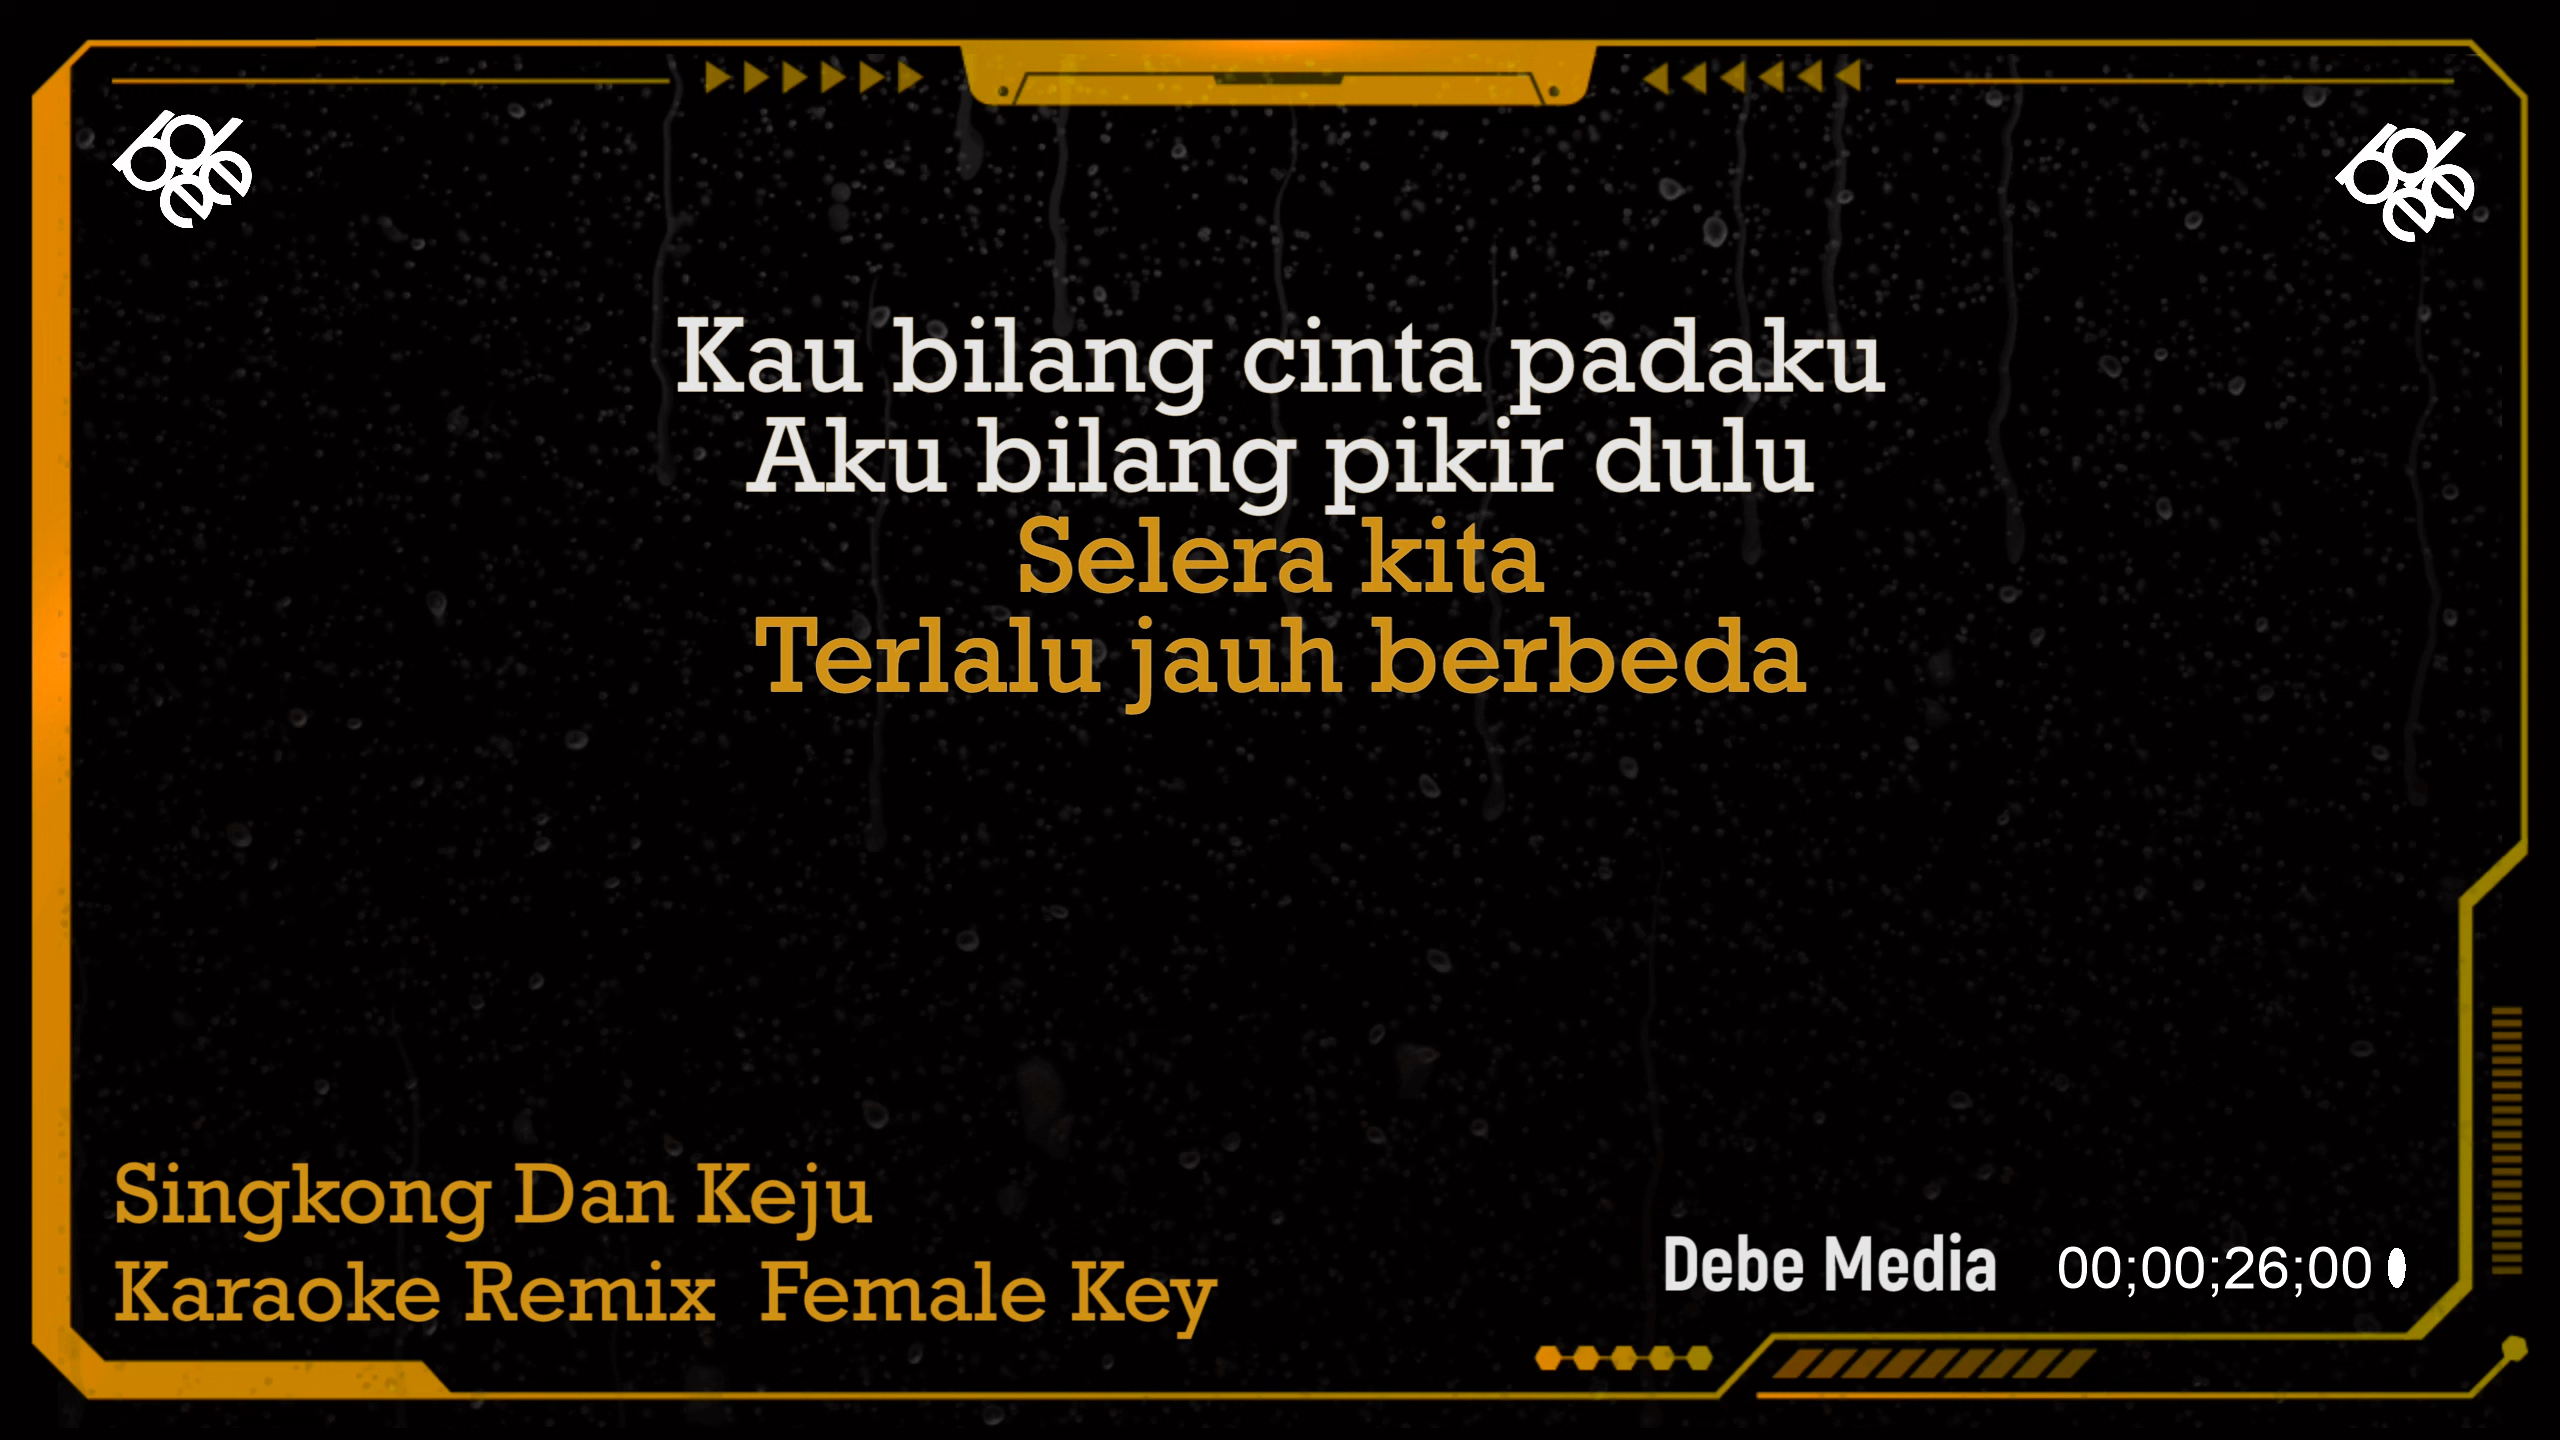 Kau bilang cinta padaku
Aku bilang pikir dulu
Selera kita
Terlalu jauh berbeda
Singkong Dan Keju
Karaoke Remix  Female Key
Debe Media
00;00;26;00